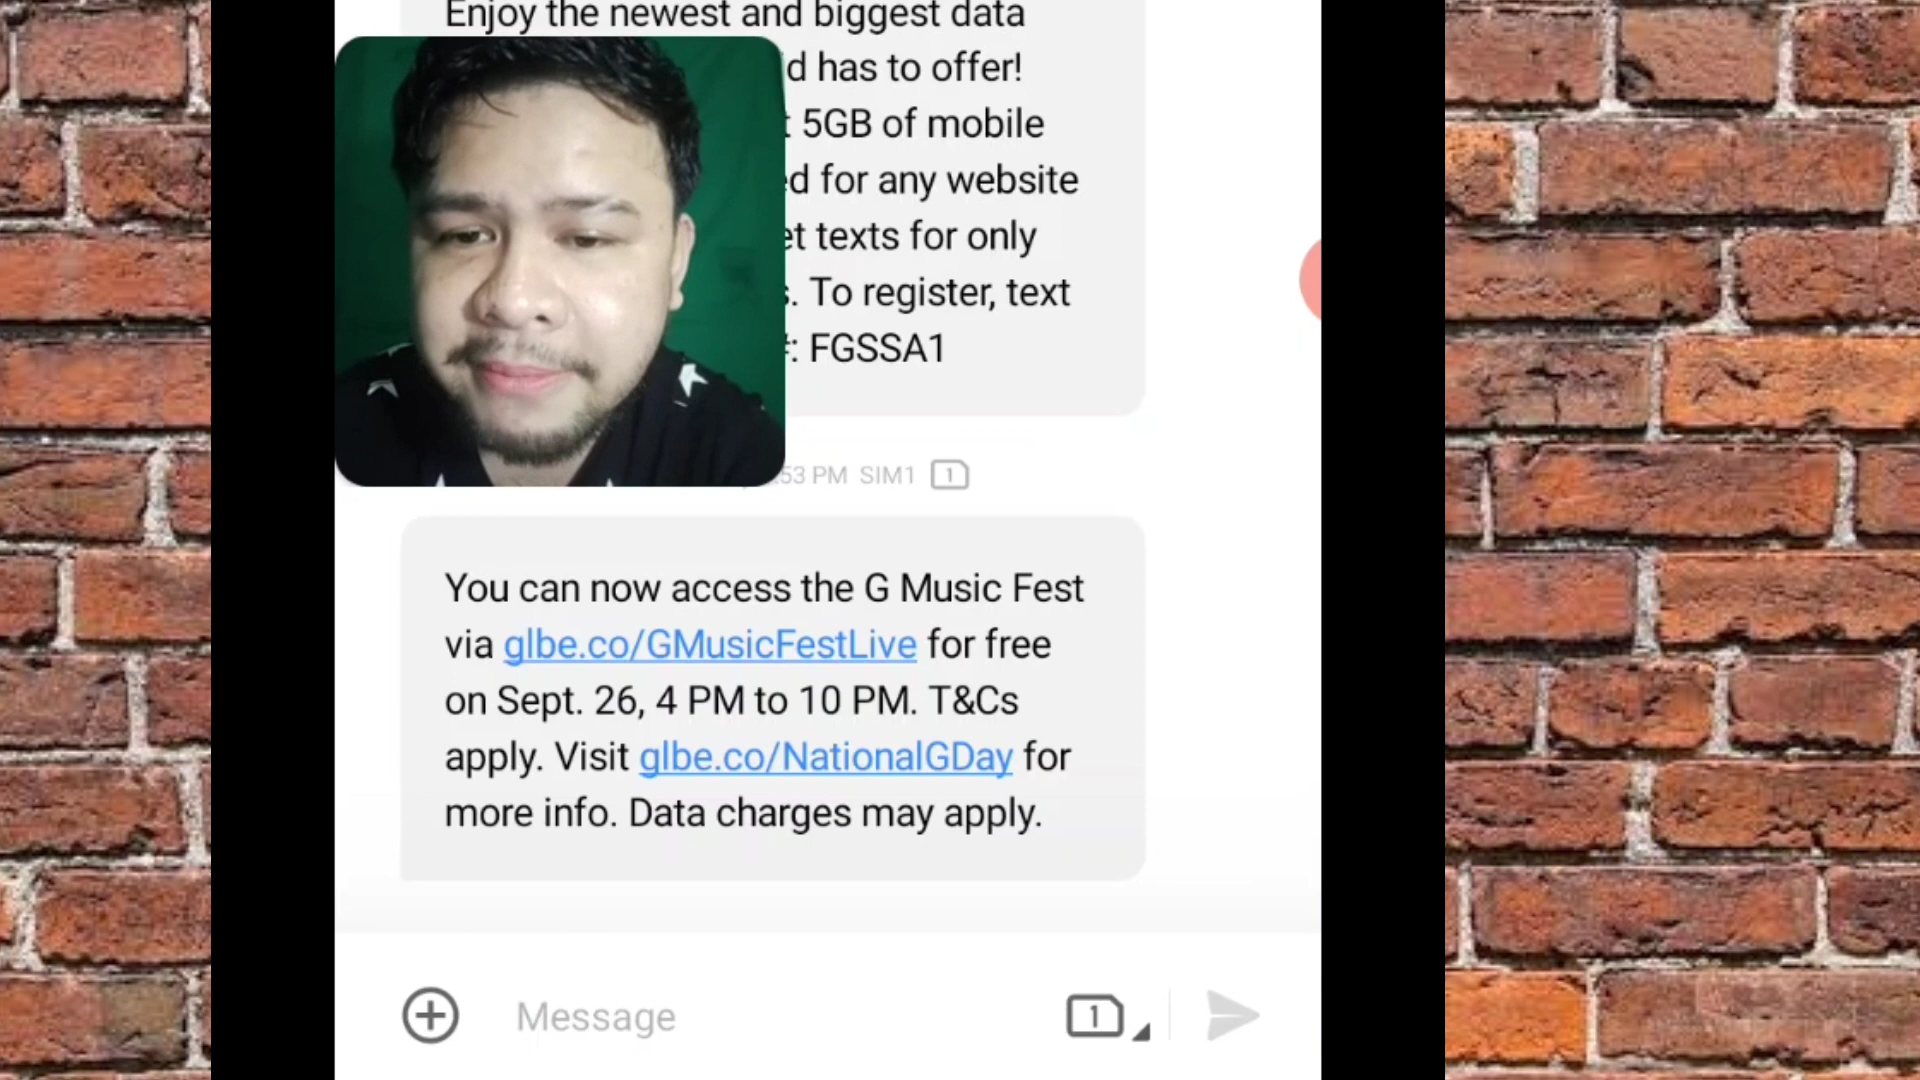 Enjoy the newest and biggest data
has to offer!
5GB of mobile
for any website
texts for only
To register, text
FGSSA1
53 PM SIM1 1
You can now access the G Music Fest
via glbe.co/GMusicFestLive for free
on Sept. 26, 4 PM to 10 PM. T&Cs
apply. Visit glbe.co/NationalGDay for
more info. Data charges may apply.
Message
1